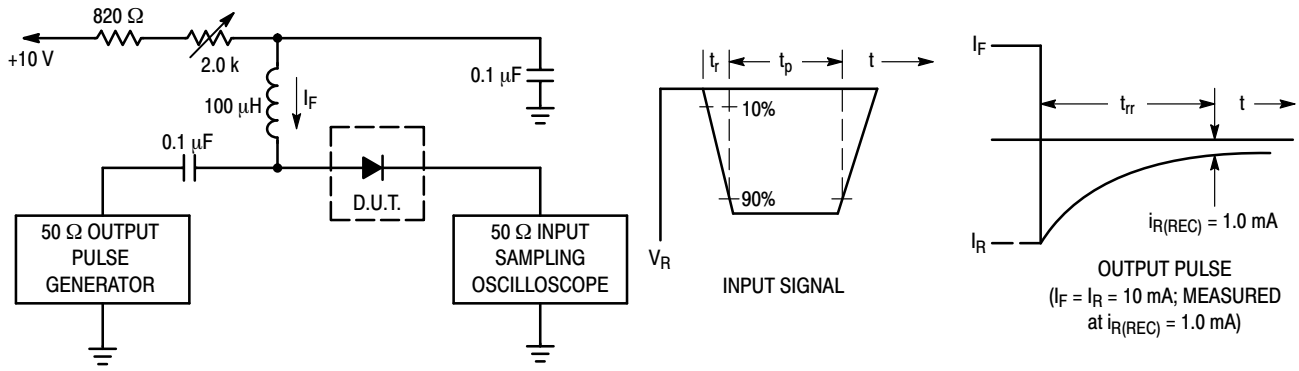 820 Ω
+10 V
2.0 k
100 μH
I_F
0.1 μF
0.1 μF
D.U.T.
50 Ω OUTPUT
PULSE
GENERATOR
50 Ω INPUT
SAMPLING
OSCILLOSCOPE
t_r
t_p
t
10%
90%
V_R
INPUT SIGNAL
I_F
t_rr
t
I_R
i_R(REC) = 1.0 mA
OUTPUT PULSE
(I_F = I_R = 10 mA; MEASURED
at i_R(REC) = 1.0 mA)